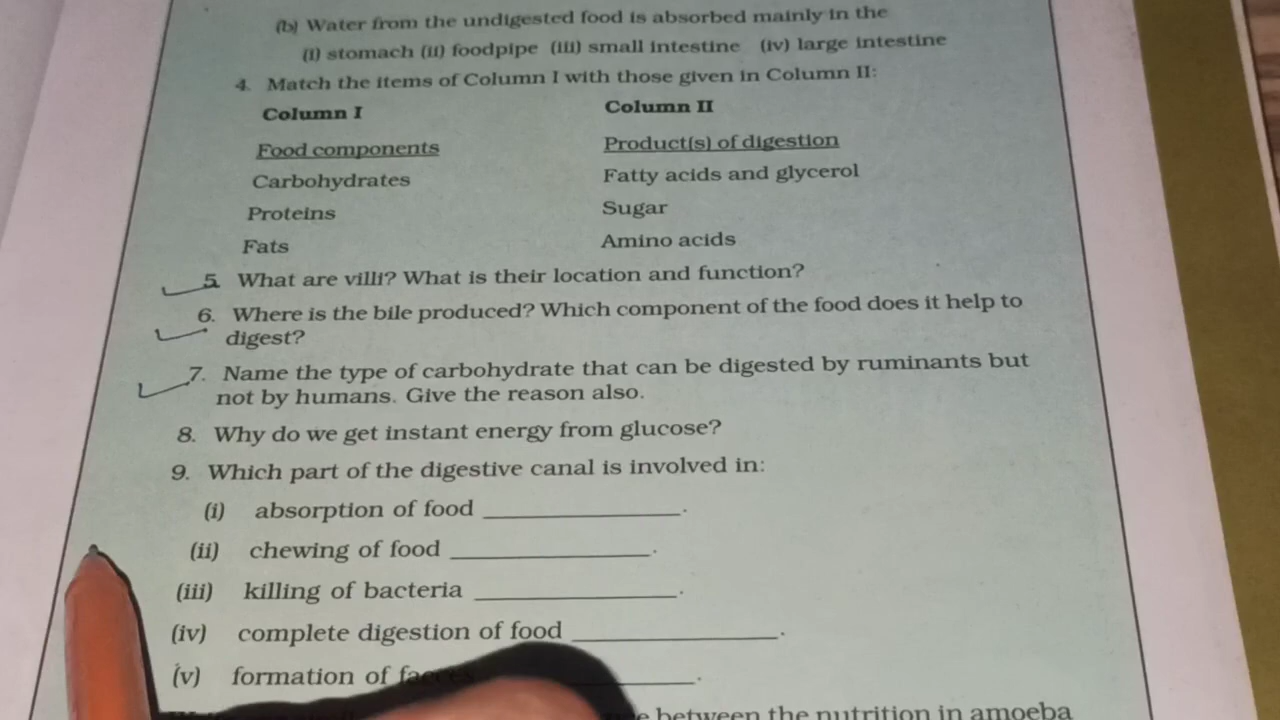 (b) Water from the undigested food is absorbed mainly in the
(i) stomach (ii) foodpipe (iii) small intestine (iv) large intestine
4. Match the items of Column I with those given in Column II:
Column I Column II
Food components Product(s) of digestion
Carbohydrates Fatty acids and glycerol
Proteins Sugar
Fats Amino acids
5. What are villi? What is their location and function?
6. Where is the bile produced? Which component of the food does it help to
digest?
7. Name the type of carbohydrate that can be digested by ruminants but
not by humans. Give the reason also.
8. Why do we get instant energy from glucose?
9. Which part of the digestive canal is involved in:
(i) absorption of food ____________.
(ii) chewing of food ____________.
(iii) killing of bacteria ____________.
(iv) complete digestion of food ____________.
(v) formation of faeces ____________.
between the nutrition in amoeba